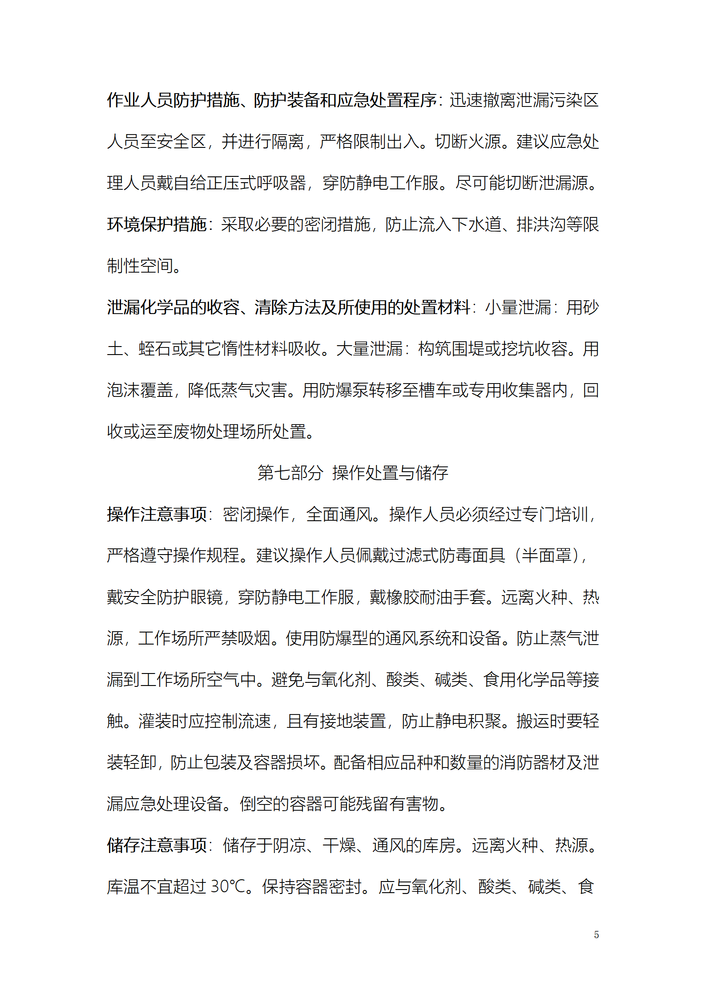 作业人员防护措施、防护装备和应急处置程序：迅速撤离泄漏污染区
人员至安全区，并进行隔离，严格限制出入。切断火源。建议应急处
理人员戴自给正压式呼吸器，穿防静电工作服。尽可能切断泄漏源。
环境保护措施：采取必要的密闭措施，防止流入下水道、排洪沟等限
制性空间。
泄漏化学品的收容、清除方法及所使用的处置材料：小量泄漏：用砂
土、蛭石或其它惰性材料吸收。大量泄漏：构筑围堤或挖坑收容。用
泡沫覆盖，降低蒸气灾害。用防爆泵转移至槽车或专用收集器内，回
收或运至废物处理场所处置。
第七部分 操作处置与储存
操作注意事项：密闭操作，全面通风。操作人员必须经过专门培训，
严格遵守操作规程。建议操作人员佩戴过滤式防毒面具（半面罩），
戴安全防护眼镜，穿防静电工作服，戴橡胶耐油手套。远离火种、热
源，工作场所严禁吸烟。使用防爆型的通风系统和设备。防止蒸气泄
漏到工作场所空气中。避免与氧化剂、酸类、碱类、食用化学品等接
触。灌装时应控制流速，且有接地装置，防止静电积聚。搬运时要轻
装轻卸，防止包装及容器损坏。配备相应品种和数量的消防器材及泄
漏应急处理设备。倒空的容器可能残留有害物。
储存注意事项：储存于阴凉、干燥、通风的库房。远离火种、热源。
库温不宜超过 30℃。保持容器密封。应与氧化剂、酸类、碱类、食
5